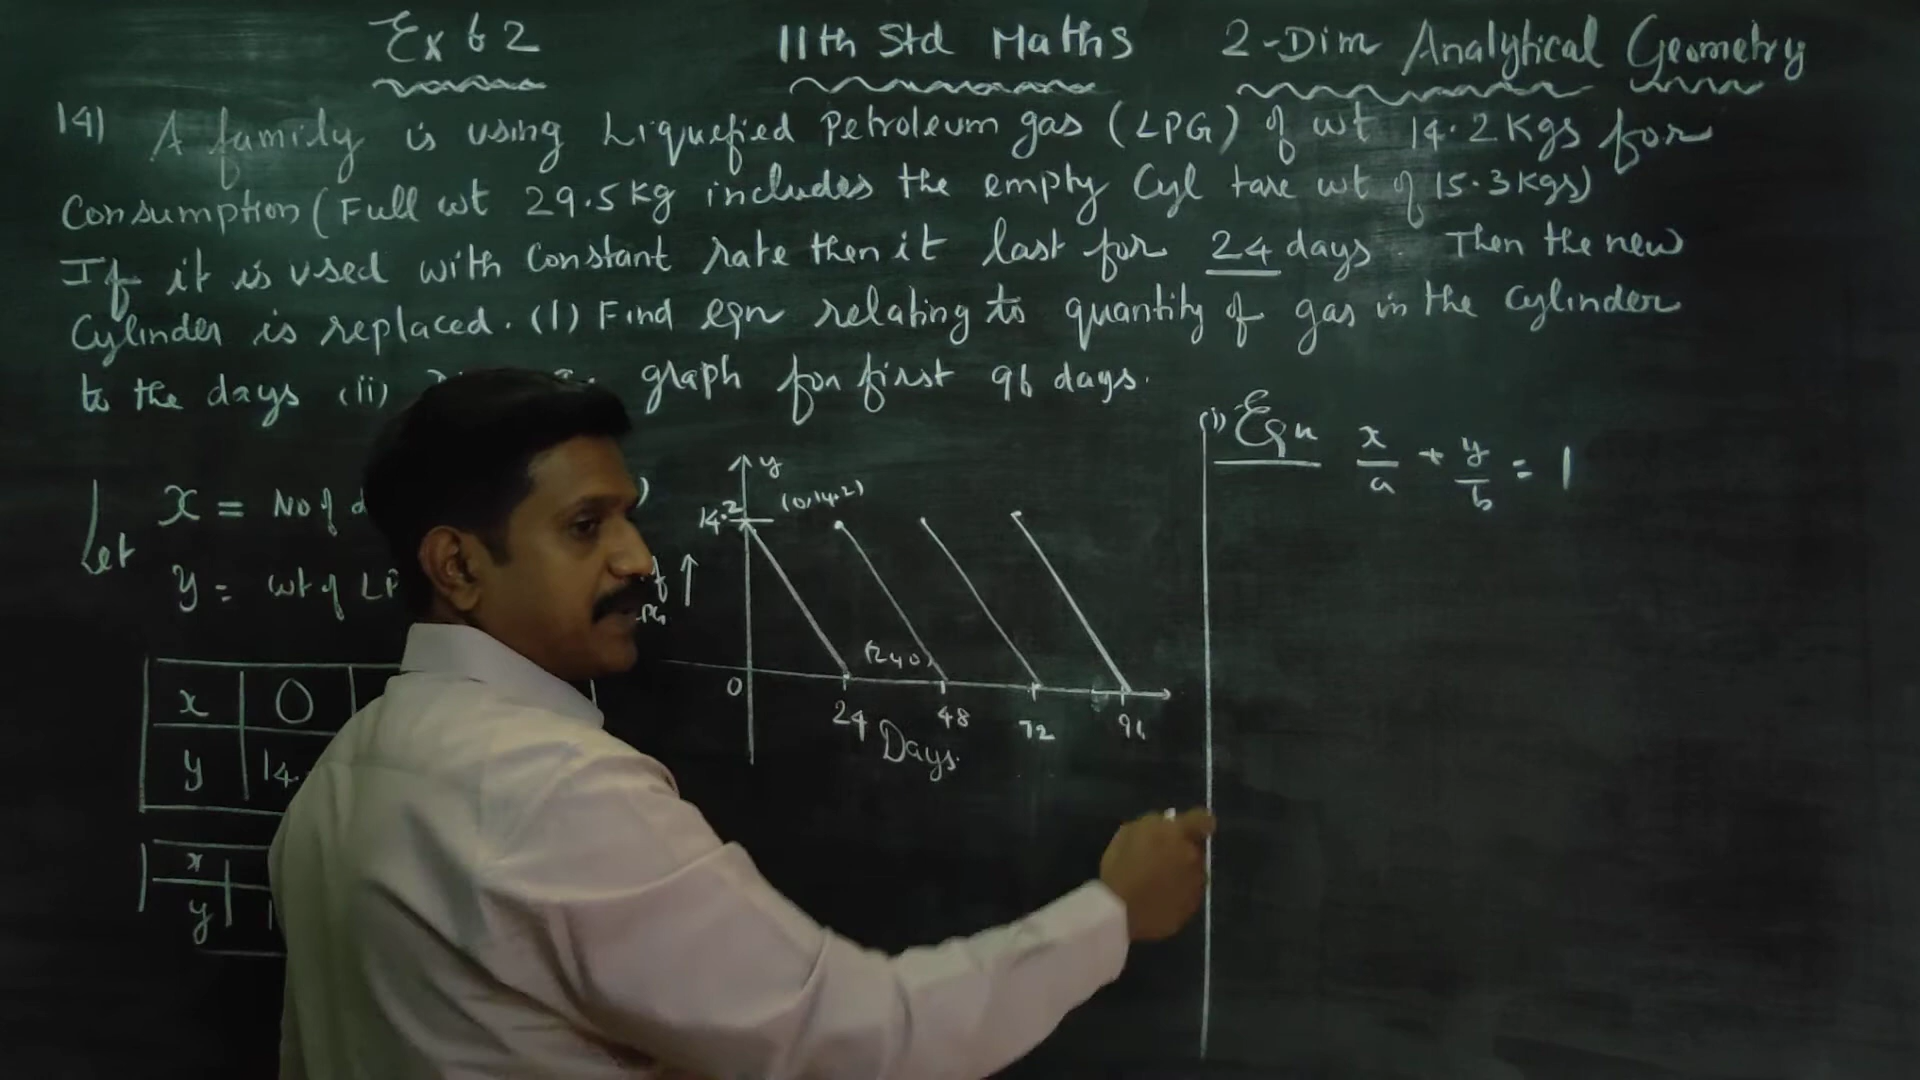 Ex 6 2 11th Std Maths 2-Dim Analytical Geometry
14) A family is using Liquefied Petroleum gas (LPG) of wt 14.2 Kgs for
Consumption (Full wt 29.5 Kg includes the empty Cyl tare wt of 15.3 Kgs)
If it is used with Constant rate then it last for 24 days. Then the new
Cylinder is replaced. (1) Find eqn relating to quantity of gas in the Cylinder
to the days (ii) graph for first 96 days.
(i) Eqn x/a + y/b = 1
Let x = No of
y = wt of LP
y
14.2 (0,14.2)
(24 0)
0 24 48 72 96
Days
x 0
y 14.
x
y 1